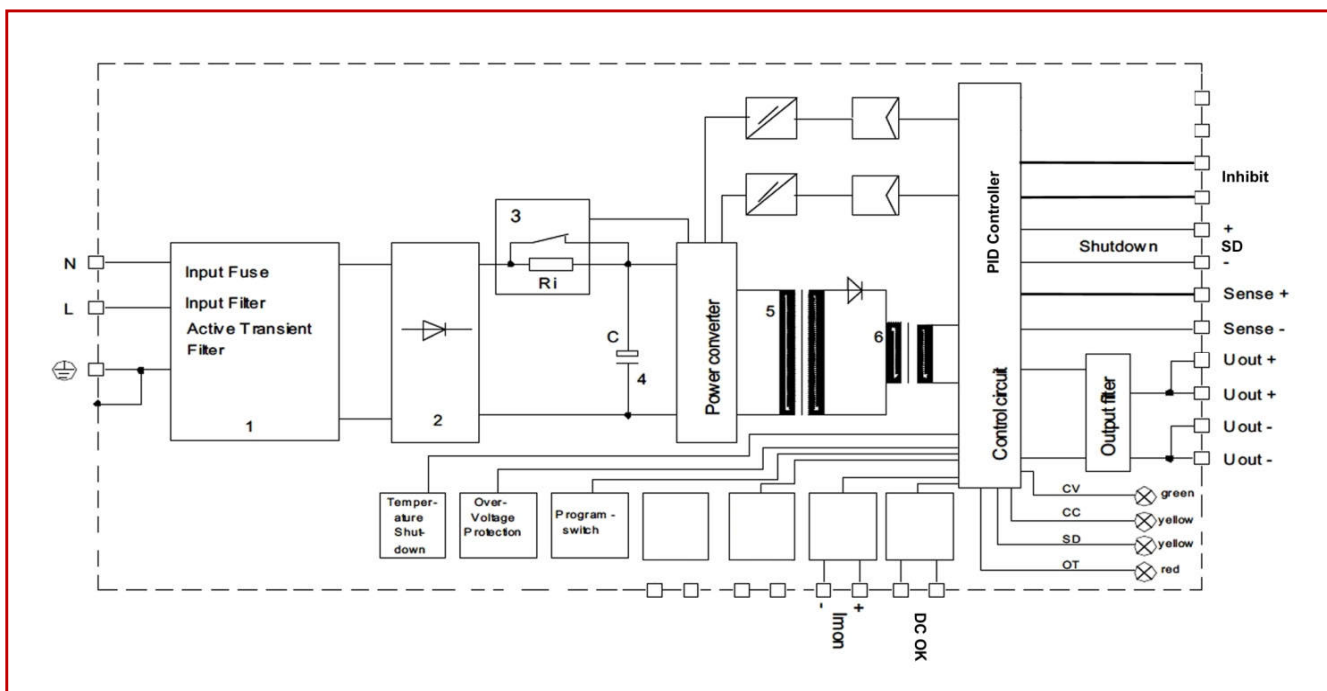 N
L
Input Fuse
Input Filter
Active Transient
Filter
1
2
3
Ri
C
4
Power converter
5
6
PID Controller
Control circuit
Inhibit
+
Shutdown
SD
-
Sense +
Sense -
Uout +
Uout +
Uout -
Uout -
Output filter
Temper-
ature
Shut-
down
Over-
Voltage
Protection
Program -
switch
CV
green
CC
yellow
SD
yellow
OT
red
-
+
Imon
DC OK